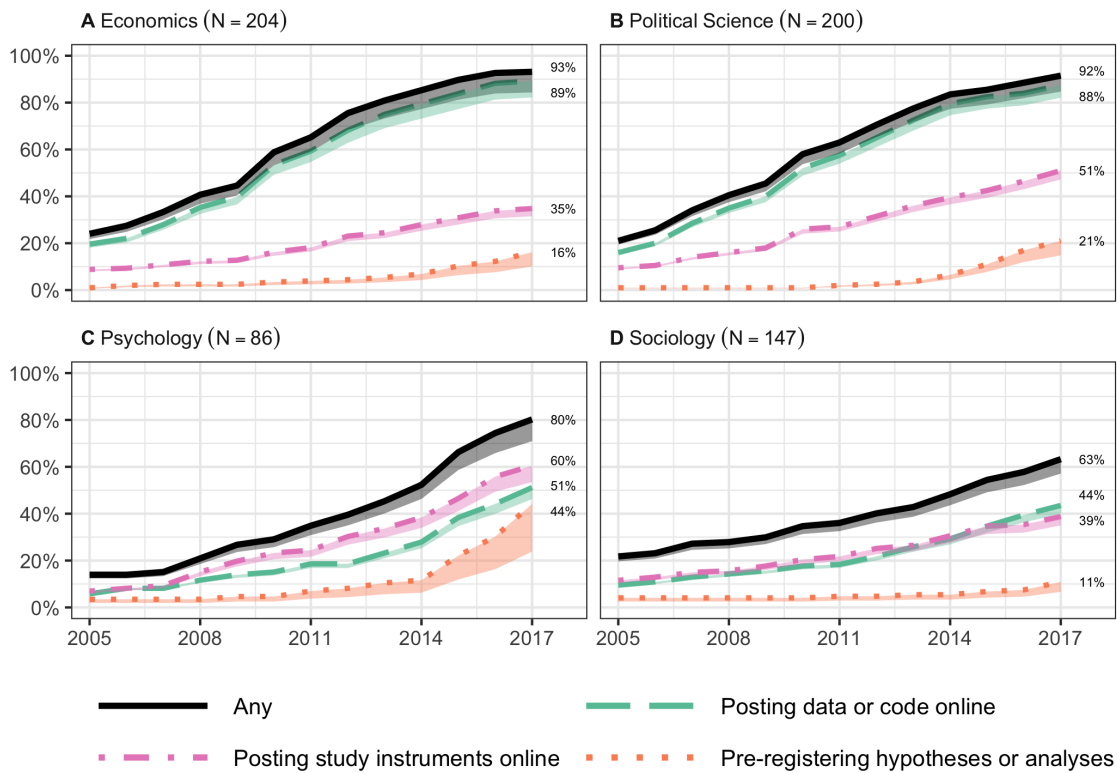 A Economics (N = 204)
B Political Science (N = 200)
100%
80%
60%
40%
20%
0%
93%
89%
35%
16%
92%
88%
51%
21%
C Psychology (N = 86)
D Sociology (N = 147)
100%
80%
60%
40%
20%
0%
80%
60%
51%
44%
63%
44%
39%
11%
2005 2008 2011 2014 2017
2005 2008 2011 2014 2017
Any
Posting data or code online
Posting study instruments online
Pre-registering hypotheses or analyses